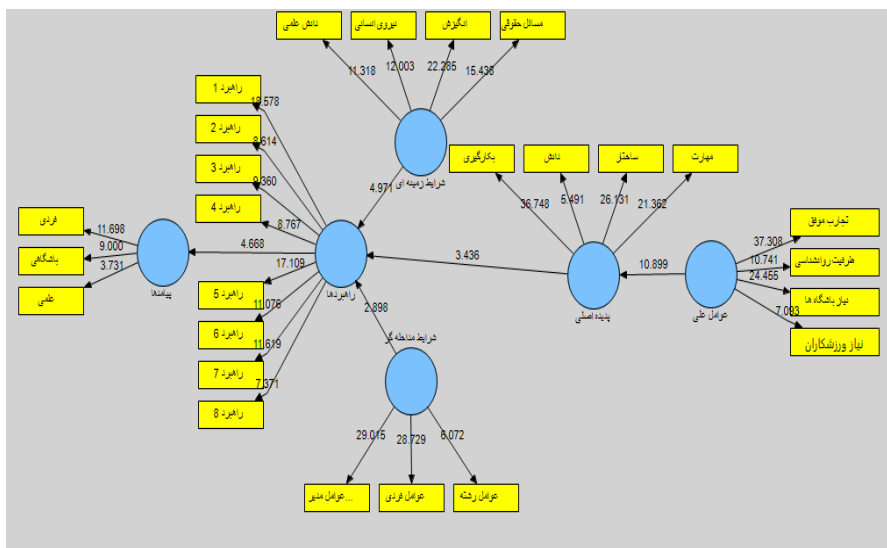 دانش علمی
نیروی انسانی
انگیزش
مسائل حقوقی
11.318
12.003
22.285
15.436
شرایط زمینه ای
4.971
راهبرد 1
راهبرد 2
راهبرد 3
راهبرد 4
راهبرد 5
راهبرد 6
راهبرد 7
راهبرد 8
8.614
9.360
8.767
17.109
11.076
11.619
7.371
راهبردها
4.668
فردی
باشگاهی
علمی
11.698
9.000
3.731
پیامدها
بکارگیری
دانش
ساختار
مهارت
36.748
5.491
26.131
21.362
پدیده اصلی
3.436
10.899
تجارب موفق
ظرفیت روانشناسی
نیاز باشگاه ها
نیاز ورزشکاران
37.308
10.741
24.455
7.093
عوامل علی
2.898
شرایط مداخله گر
29.015
28.729
6.072
عوامل مدیر...
عوامل فردی
عوامل رشته